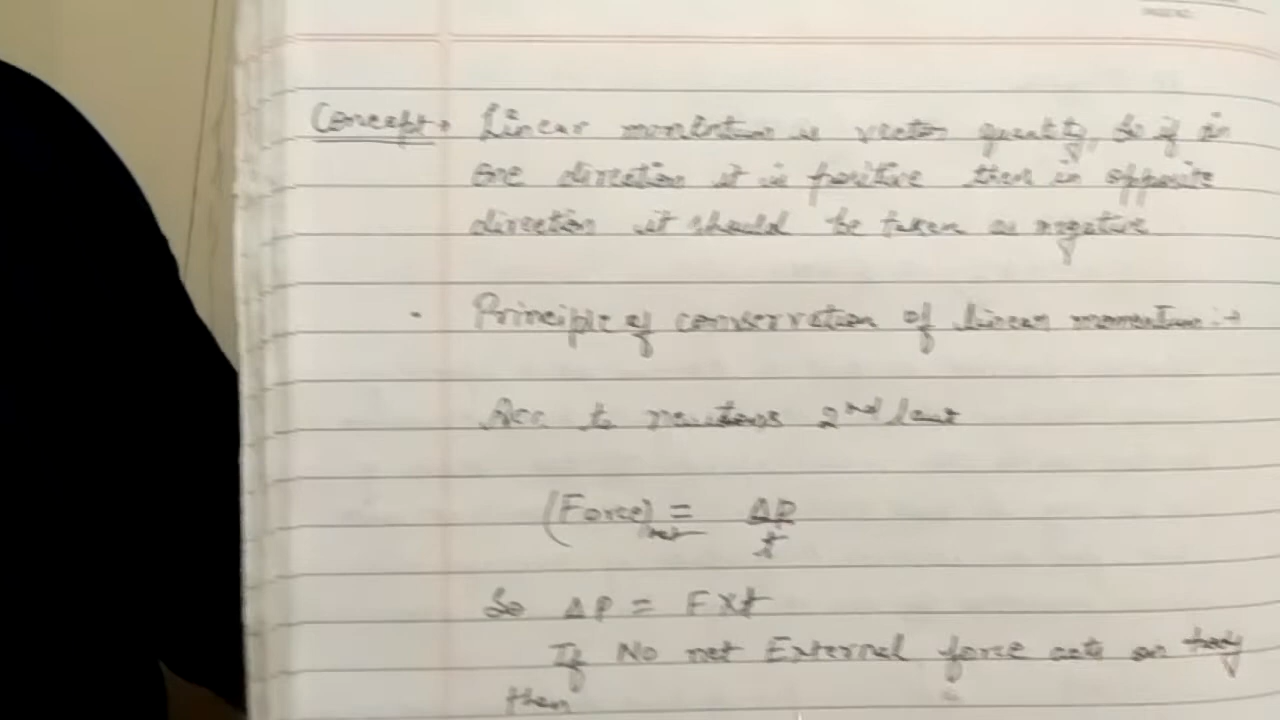 Concept → Linear momentum is vector quantity, so if in
one direction it is positive then in opposite
direction it should be taken as negative
• Principle of conservation of linear momentum :→
Acc to newtons 2nd law
(Force)net = ΔP/t
So ΔP = F×t
If No net External force acts on body
then